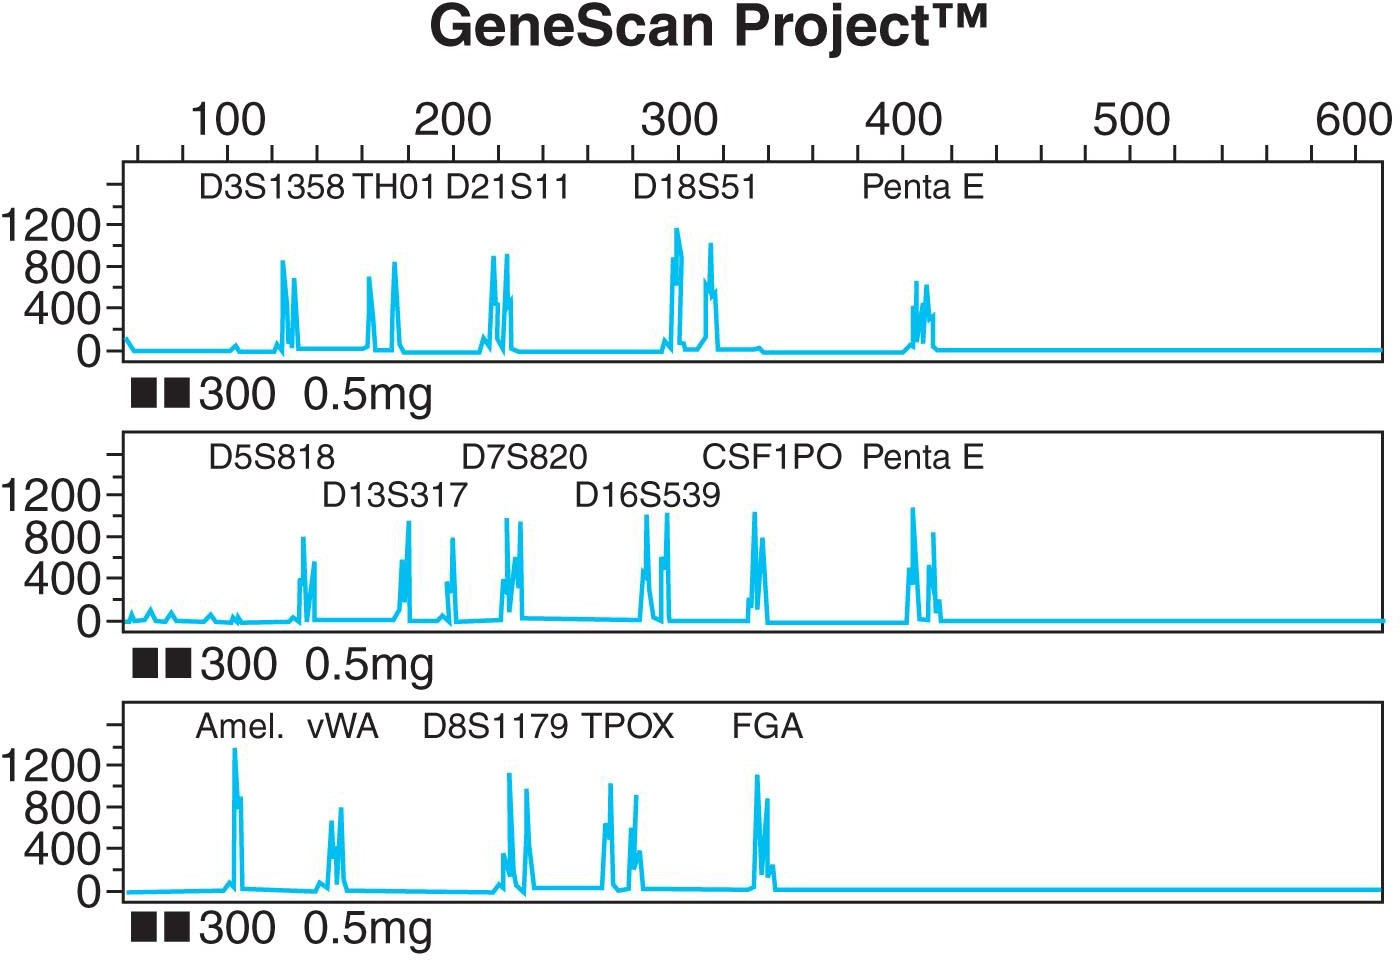 GeneScan Project™
100 200 300 400 500 600
D3S1358 TH01 D21S11 D18S51 Penta E
1200
800
400
0
300 0.5mg
D5S818 D7S820 CSF1PO Penta E
D13S317 D16S539
1200
800
400
0
300 0.5mg
Amel. vWA D8S1179 TPOX FGA
1200
800
400
0
300 0.5mg